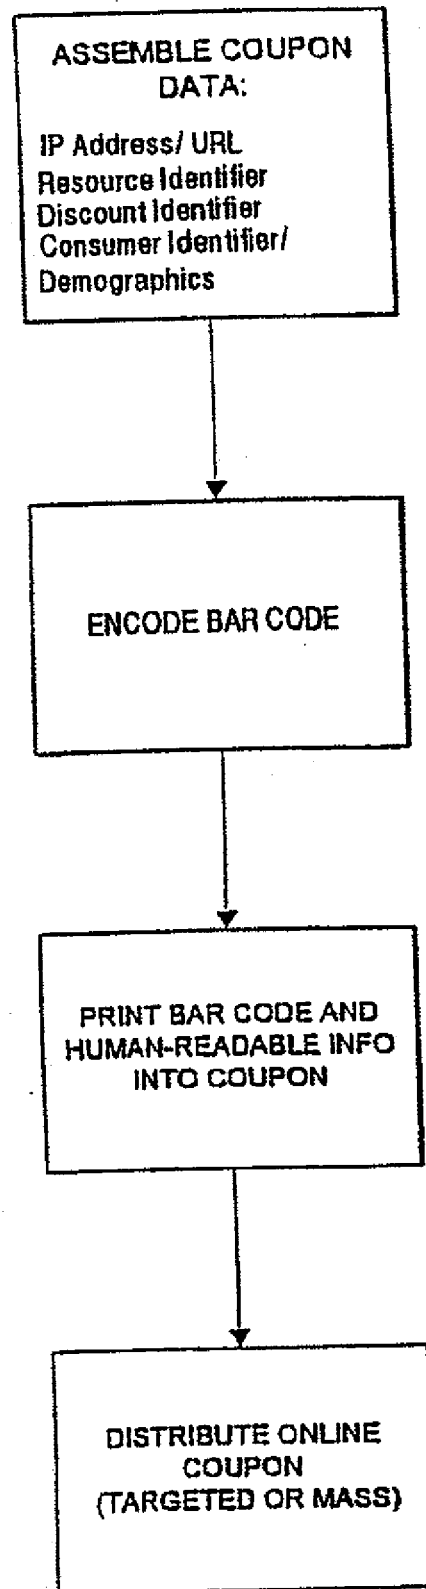 ASSEMBLE COUPON
DATA:
IP Address/ URL
Resource Identifier
Discount Identifier
Consumer Identifier/
Demographics
ENCODE BAR CODE
PRINT BAR CODE AND
HUMAN-READABLE INFO
INTO COUPON
DISTRIBUTE ONLINE
COUPON
(TARGETED OR MASS)